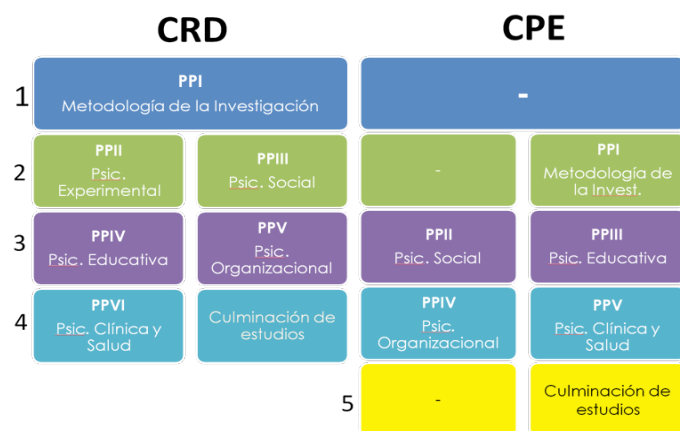 CRD
CPE
1
PPI
Metodología de la Investigación
-
2
PPII
Psic.
Experimental
PPIII
Psic. Social
-
PPI
Metodología de
la Invest.
3
PPIV
Psic. Educativa
PPV
Psic.
Organizacional
PPII
Psic. Social
PPIII
Psic. Educativa
4
PPVI
Psic. Clínica y
Salud
Culminación de
estudios
PPIV
Psic.
Organizacional
PPV
Psic. Clínica y
Salud
5
-
Culminación de
estudios